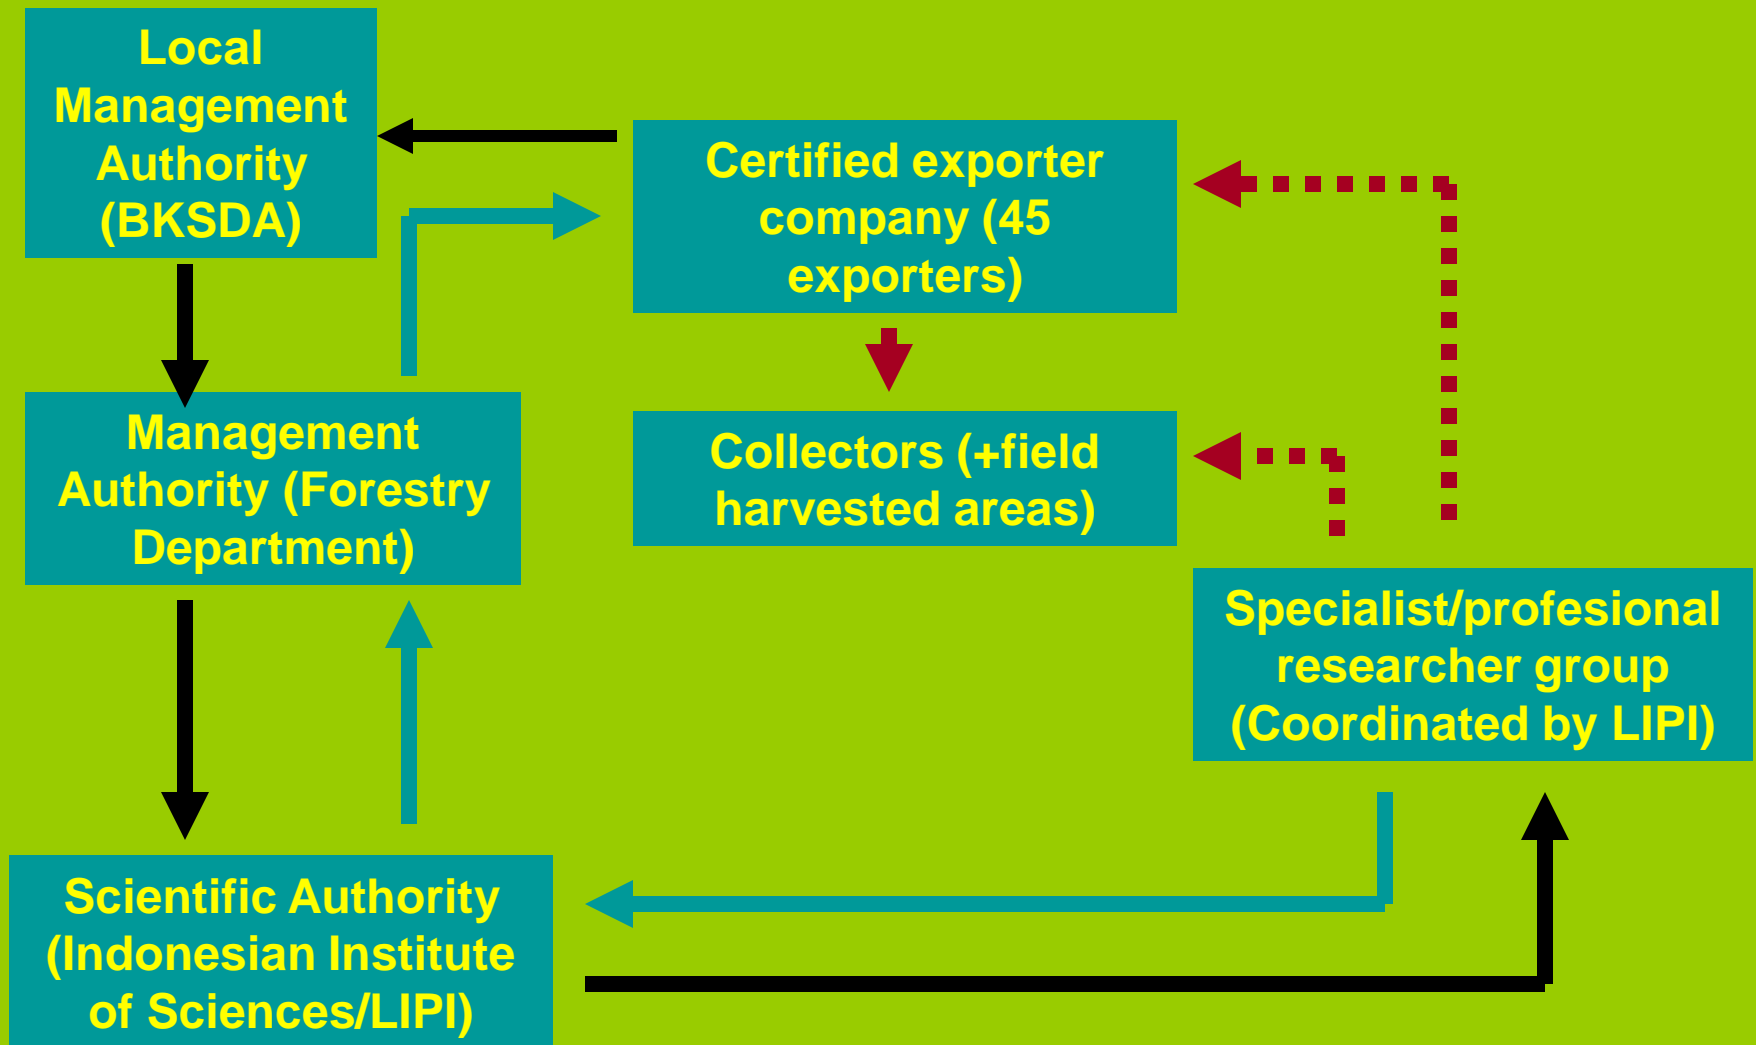 Local
Management
Authority
(BKSDA)
Certified exporter
company (45
exporters)
Management
Authority (Forestry
Department)
Collectors (+field
harvested areas)
Specialist/profesional
researcher group
(Coordinated by LIPI)
Scientific Authority
(Indonesian Institute
of Sciences/LIPI)